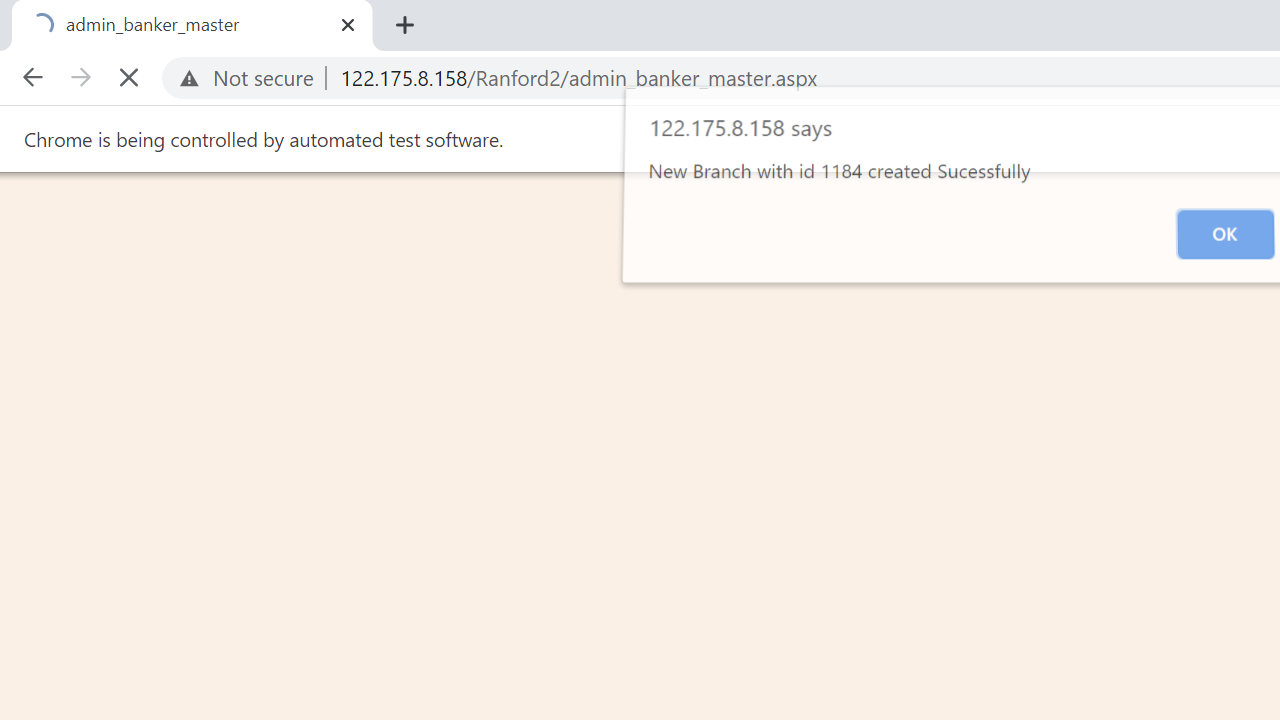 admin_banker_master
Not secure 122.175.8.158/Ranford2/admin_banker_master.aspx
Chrome is being controlled by automated test software.
122.175.8.158 says
New Branch with id 1184 created Sucessfully
OK